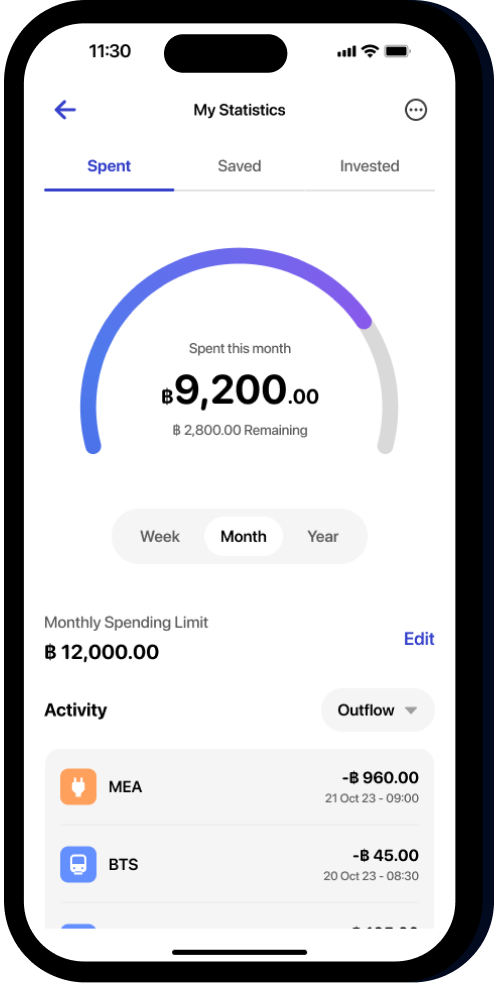 11:30
My Statistics
Spent Saved Invested
Spent this month
฿9,200.00
฿ 2,800.00 Remaining
Week Month Year
Monthly Spending Limit
฿ 12,000.00
Edit
Activity
Outflow
MEA
-฿ 960.00
21 Oct 23 - 09:00
BTS
-฿ 45.00
20 Oct 23 - 08:30